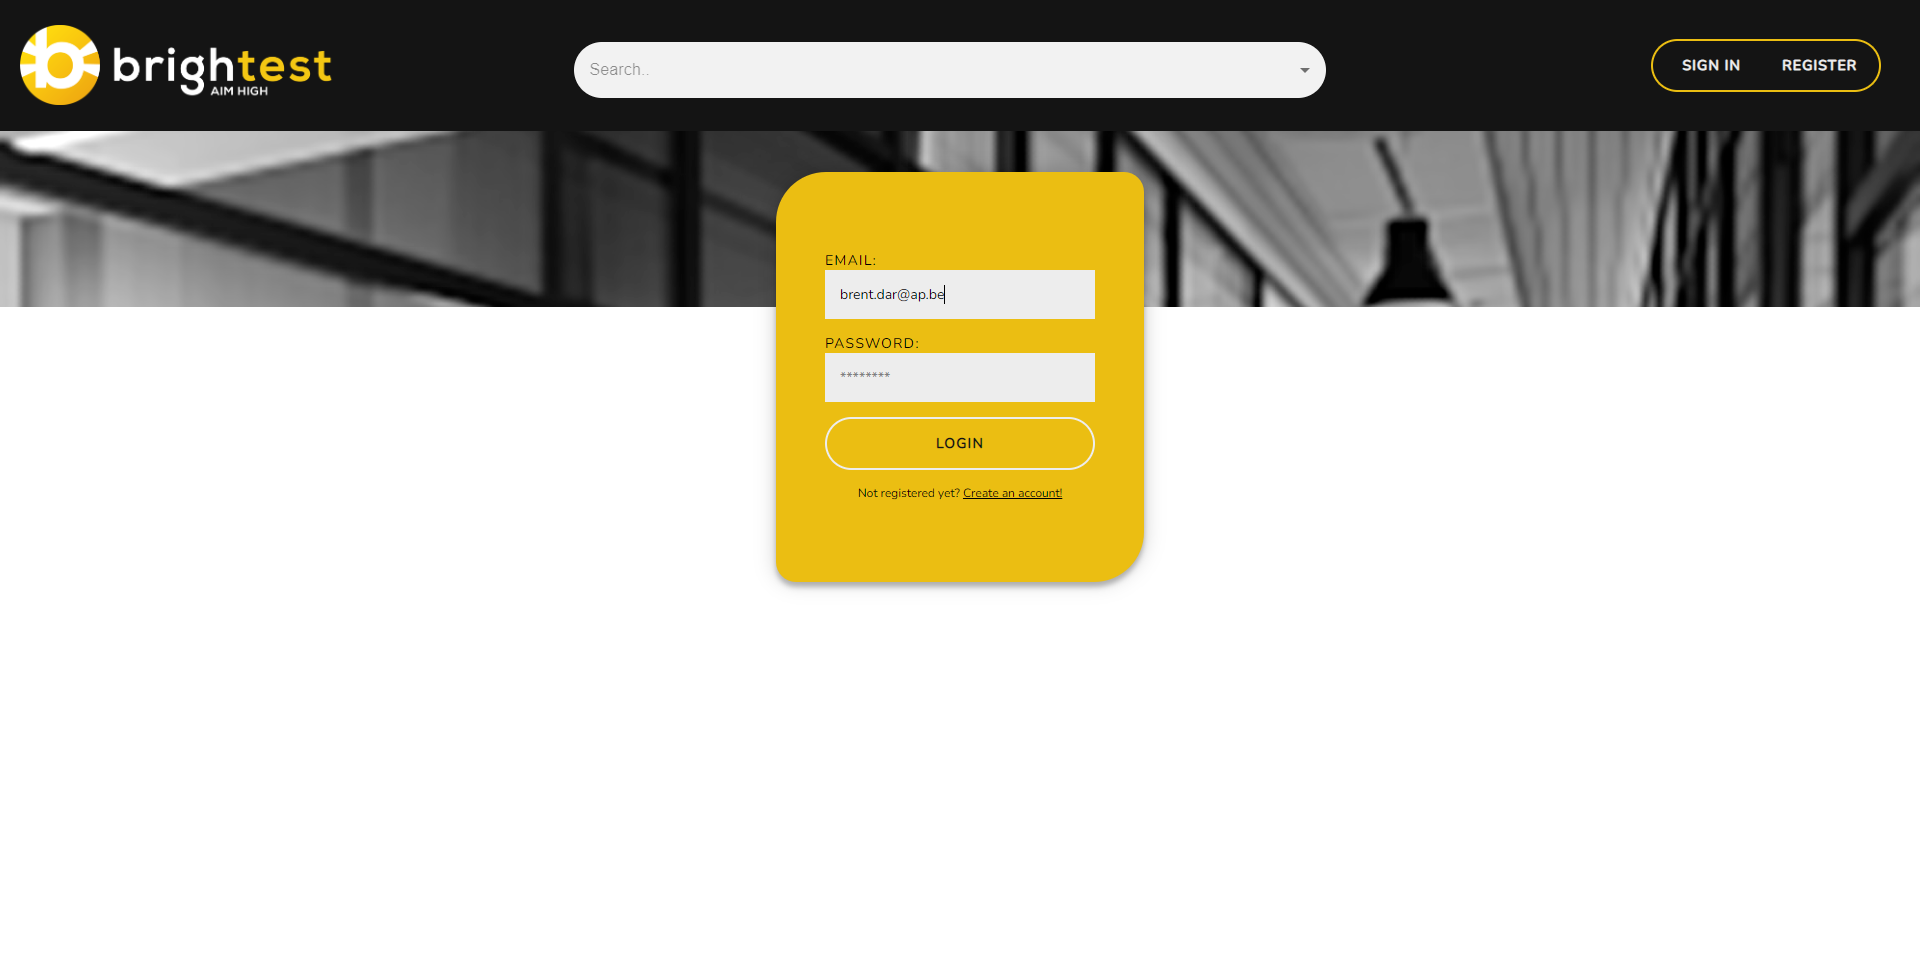 brightest
AIM HIGH
Search..
SIGN IN
REGISTER
EMAIL:
brent.dar@ap.be
PASSWORD:
********
LOGIN
Not registered yet? Create an account!